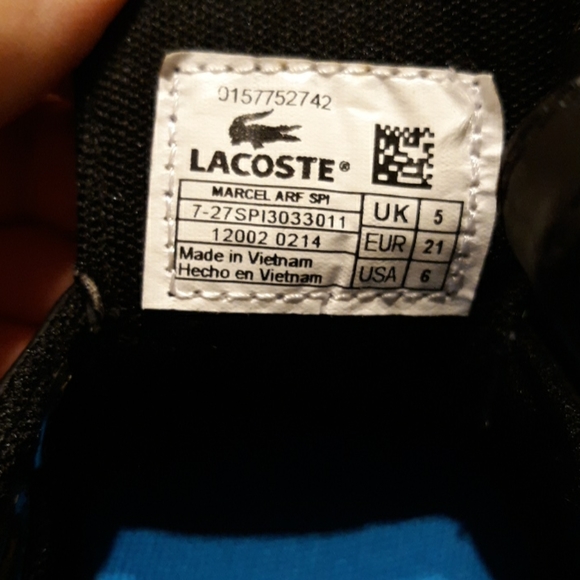 0157752742
LACOSTE®
MARCEL ARF SPI
7-27SPI3033011
12002 0214
Made in Vietnam
Hecho en Vietnam
UK 5
EUR 21
USA 6